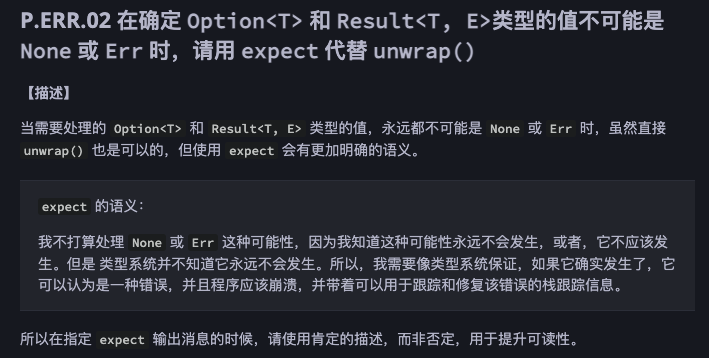 P.ERR.02 在确定 Option<T> 和 Result<T, E>类型的值不可能是
None 或 Err 时，请用 expect 代替 unwrap()
【描述】
当需要处理的 Option<T> 和 Result<T, E> 类型的值，永远都不可能是 None 或 Err 时，虽然直接
unwrap() 也是可以的，但使用 expect 会有更加明确的语义。
expect 的语义：
我不打算处理 None 或 Err 这种可能性，因为我知道这种可能性永远不会发生，或者，它不应该发
生。但是 类型系统并不知道它永远不会发生。所以，我需要像类型系统保证，如果它确实发生了，它
可以认为是一种错误，并且程序应该崩溃，并带着可以用于跟踪和修复该错误的栈跟踪信息。
所以在指定 expect 输出消息的时候，请使用肯定的描述，而非否定，用于提升可读性。